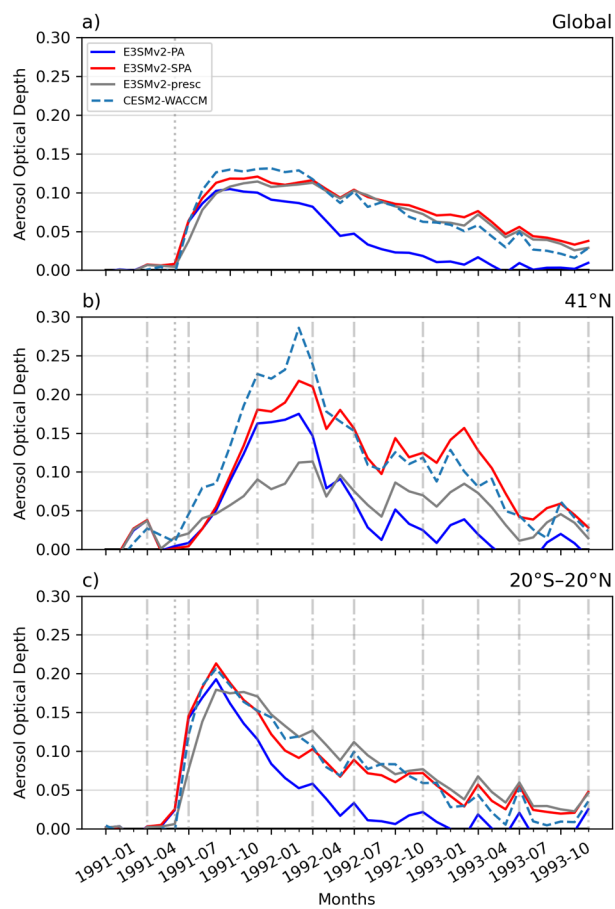 a)
Global
0.30
0.25
0.20
0.15
0.10
0.05
0.00
Aerosol Optical Depth
E3SMv2-PA
E3SMv2-SPA
E3SMv2-presc
CESM2-WACCM
b)
41°N
0.30
0.25
0.20
0.15
0.10
0.05
0.00
Aerosol Optical Depth
c)
20°S–20°N
0.30
0.25
0.20
0.15
0.10
0.05
0.00
Aerosol Optical Depth
1991-01
1991-04
1991-07
1991-10
1992-01
1992-04
1992-07
1992-10
1993-01
1993-04
1993-07
1993-10
Months